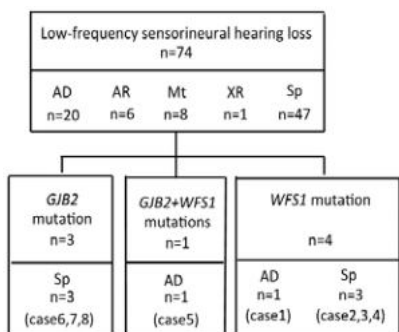 Low-frequency sensorineural hearing loss
n=74
AD AR Mt XR Sp
n=20 n=6 n=8 n=1 n=47
GJB2
mutation
n=3
Sp
n=3
(case6,7,8)
GJB2+WFS1
mutations
n=1
AD
n=1
(case5)
WFS1 mutation
n=4
AD Sp
n=1 n=3
(case1) (case2,3,4)